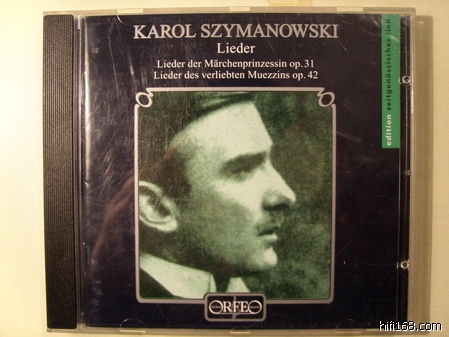 KAROL SZYMANOWSKI
Lieder
Lieder der Märchenprinzessin op. 31
Lieder des verliebten Muezzins op. 42
edition zeitgenössisches lied
ORFEO
hifi168.com